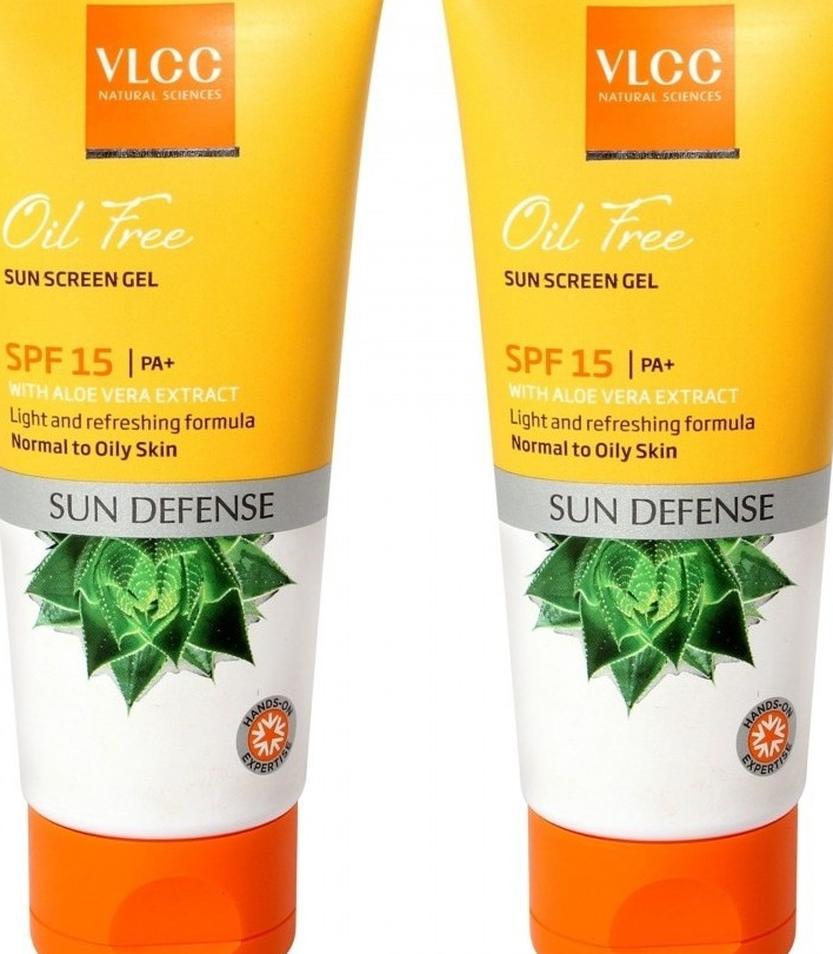 VLCC
NATURAL SCIENCES
Oil Free
SUN SCREEN GEL
SPF 15 | PA+
WITH ALOE VERA EXTRACT
Light and refreshing formula
Normal to Oily Skin
SUN DEFENSE
HANDS-ON
EXPERTISE
VLCC
NATURAL SCIENCES
Oil Free
SUN SCREEN GEL
SPF 15 | PA+
WITH ALOE VERA EXTRACT
Light and refreshing formula
Normal to Oily Skin
SUN DEFENSE
HANDS-ON
EXPERTISE